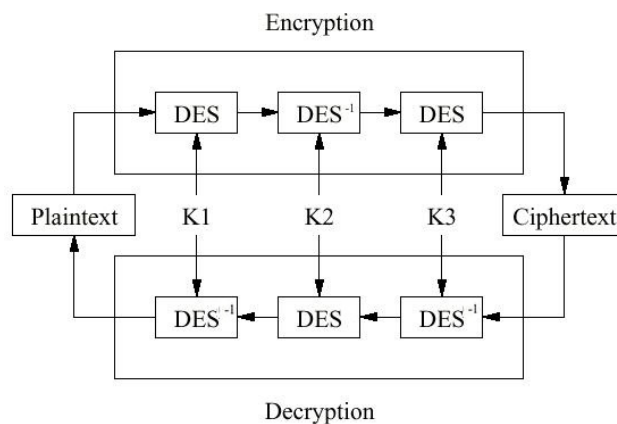 Encryption
DES DES⁻¹ DES
Plaintext K1 K2 K3 Ciphertext
DES⁻¹ DES DES⁻¹
Decryption